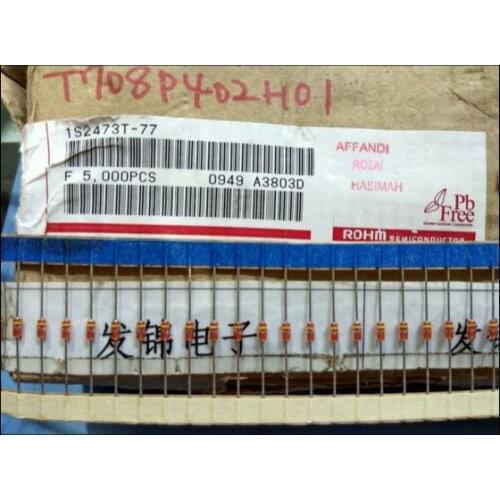 T708P402H01
1S2473T-77
F 5,000PCS 0949 A3803D
AFFANDI
ROZAI
HASIMAH
Pb
Free
ROHM SEMICONDUCTOR
发锦电子
发